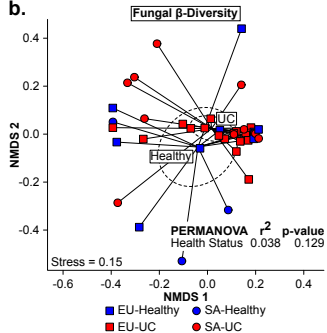 b.
Fungal β-Diversity
0.4
0.2
0.0
-0.2
-0.4
NMDS 2
UC
Healthy
PERMANOVA r² p-value
Health Status 0.038 0.129
Stress = 0.15
-0.6 -0.4 -0.2 0.0 0.2 0.4
NMDS 1
EU-Healthy SA-Healthy
EU-UC SA-UC